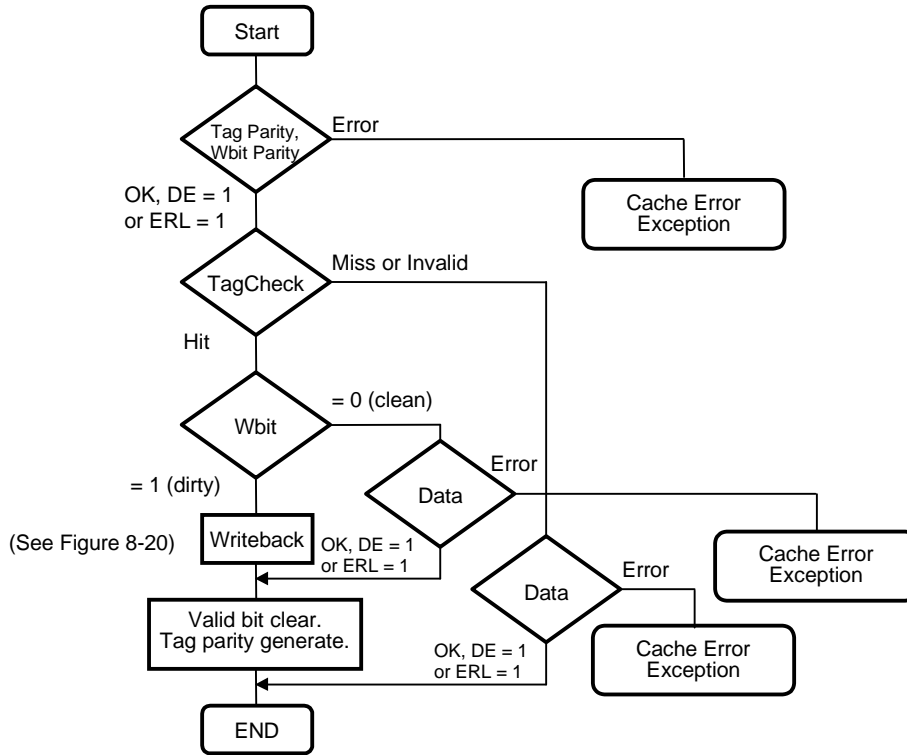 Start
Tag Parity,
Wbit Parity
Error
Cache Error
Exception
OK, DE = 1
or ERL = 1
TagCheck
Miss or Invalid
Hit
Wbit
= 0 (clean)
= 1 (dirty)
Data
Error
Cache Error
Exception
(See Figure 8-20)
Writeback
OK, DE = 1
or ERL = 1
Data
Error
Cache Error
Exception
Valid bit clear.
Tag parity generate.
OK, DE = 1
or ERL = 1
END